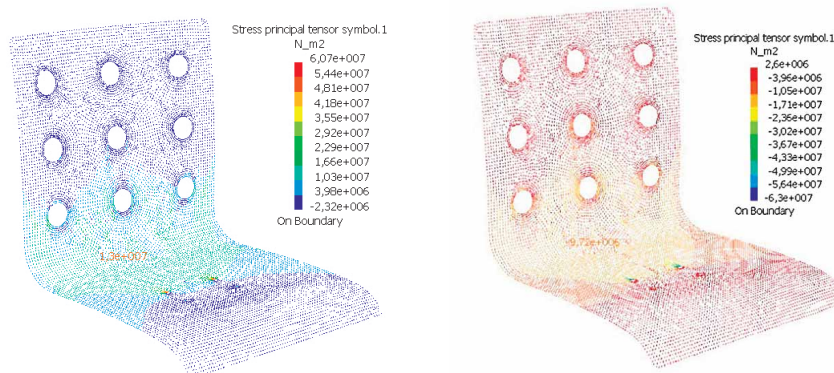 Stress principal tensor symbol.1
N_m2
6,07e+007
5,44e+007
4,81e+007
4,18e+007
3,55e+007
2,92e+007
2,29e+007
1,66e+007
1,03e+007
3,98e+006
-2,32e+006
On Boundary
1,3e+007
Stress principal tensor symbol.1
N_m2
2,6e+006
-3,96e+006
-1,05e+007
-1,71e+007
-2,36e+007
-3,02e+007
-3,67e+007
-4,33e+007
-4,99e+007
-5,64e+007
-6,3e+007
On Boundary
-9,72e+006